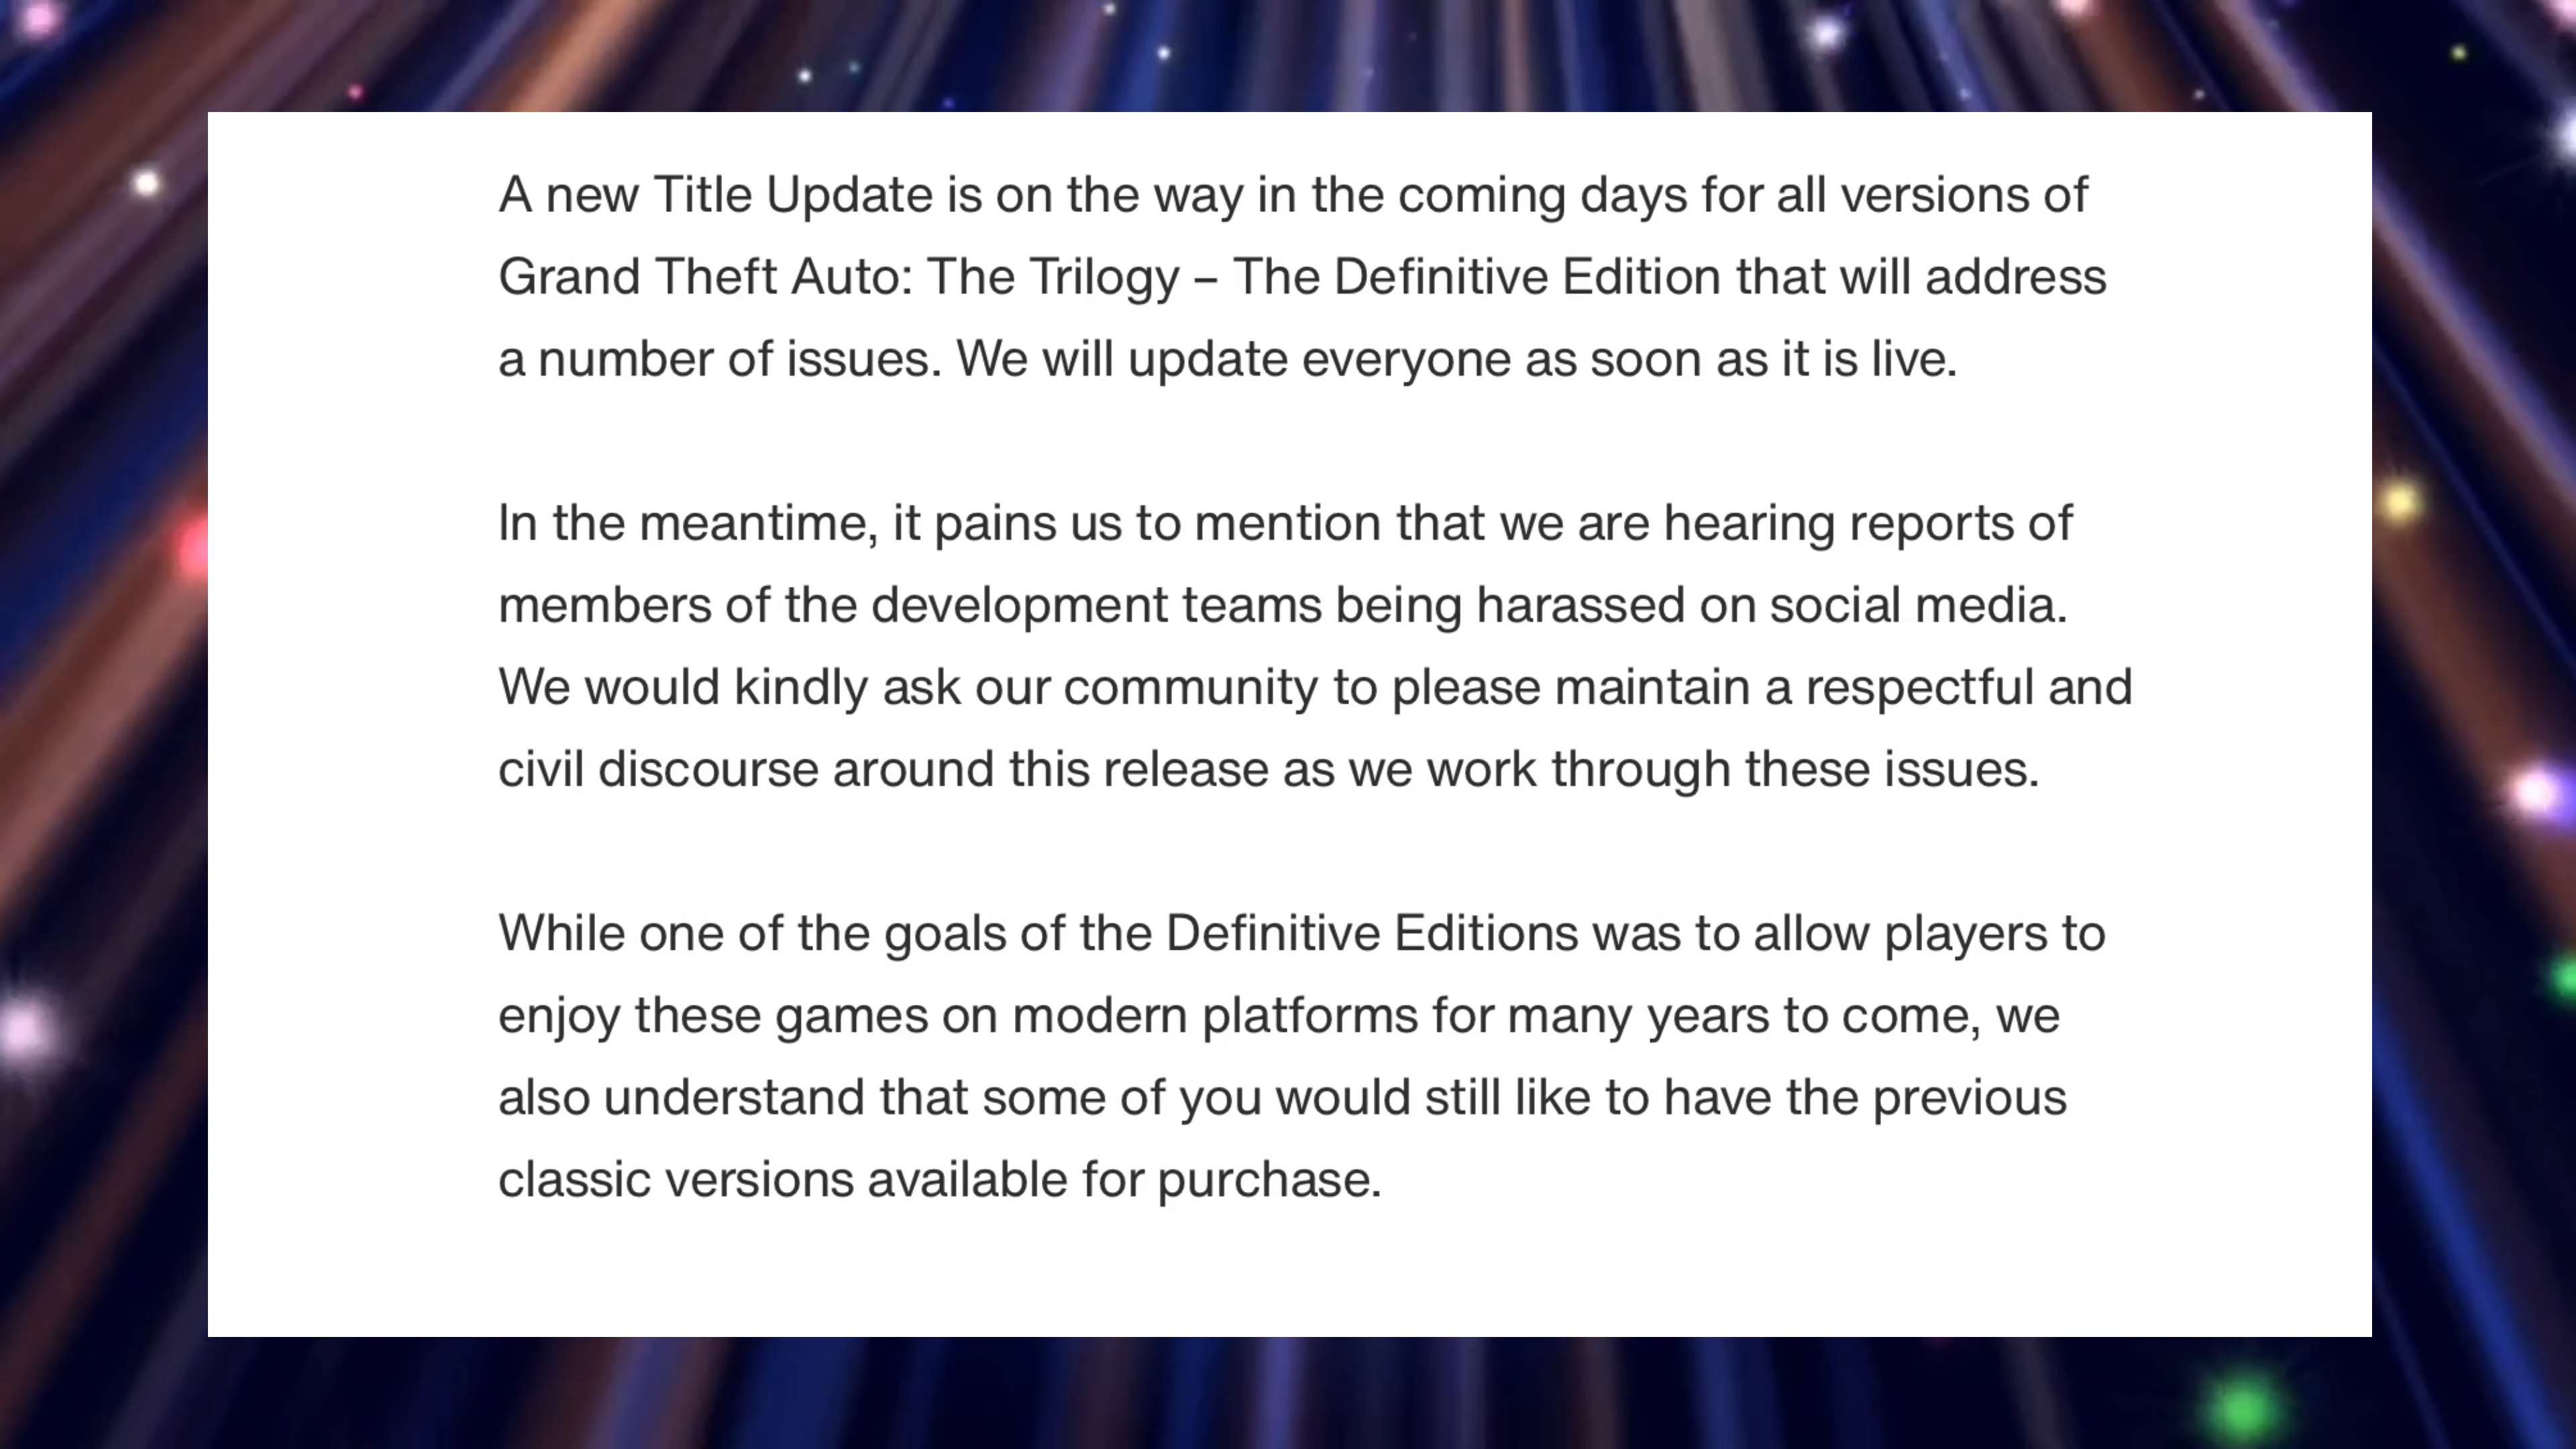 A new Title Update is on the way in the coming days for all versions of
Grand Theft Auto: The Trilogy – The Definitive Edition that will address
a number of issues. We will update everyone as soon as it is live.
In the meantime, it pains us to mention that we are hearing reports of
members of the development teams being harassed on social media.
We would kindly ask our community to please maintain a respectful and
civil discourse around this release as we work through these issues.
While one of the goals of the Definitive Editions was to allow players to
enjoy these games on modern platforms for many years to come, we
also understand that some of you would still like to have the previous
classic versions available for purchase.